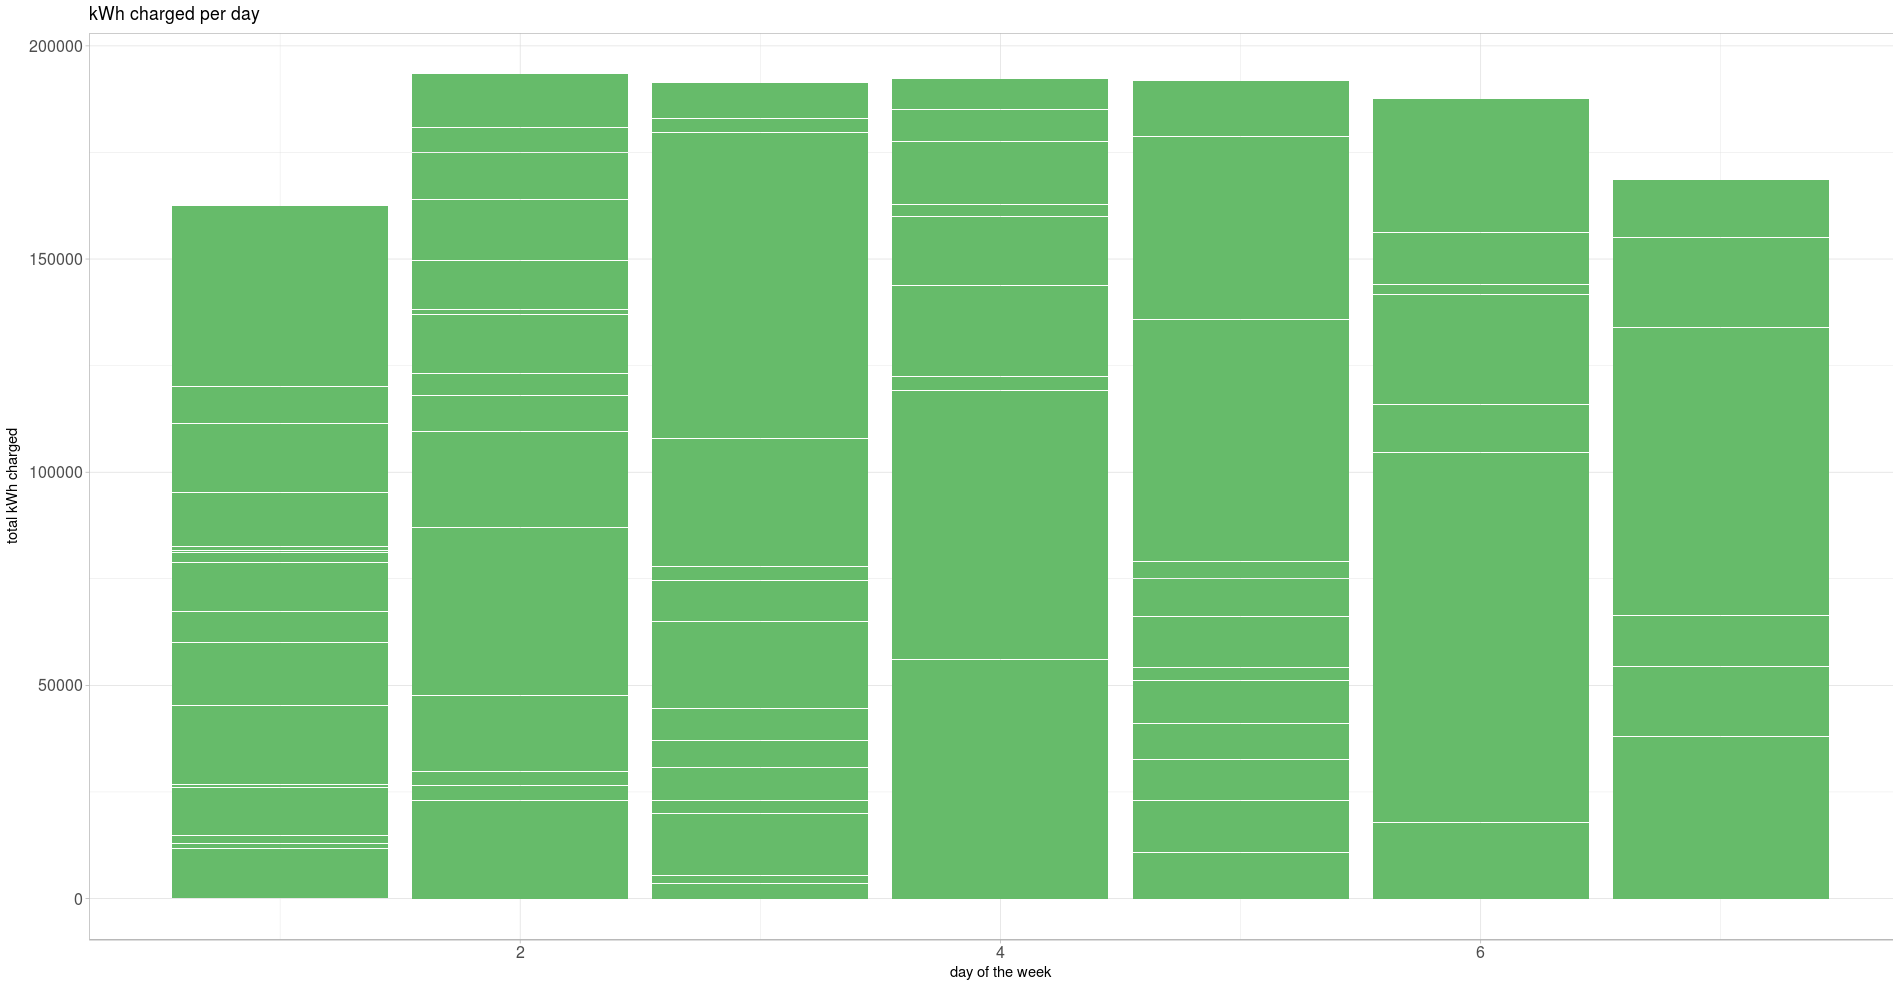 kWh charged per day
200000
150000
100000
50000
0
total kWh charged
2 4 6
day of the week